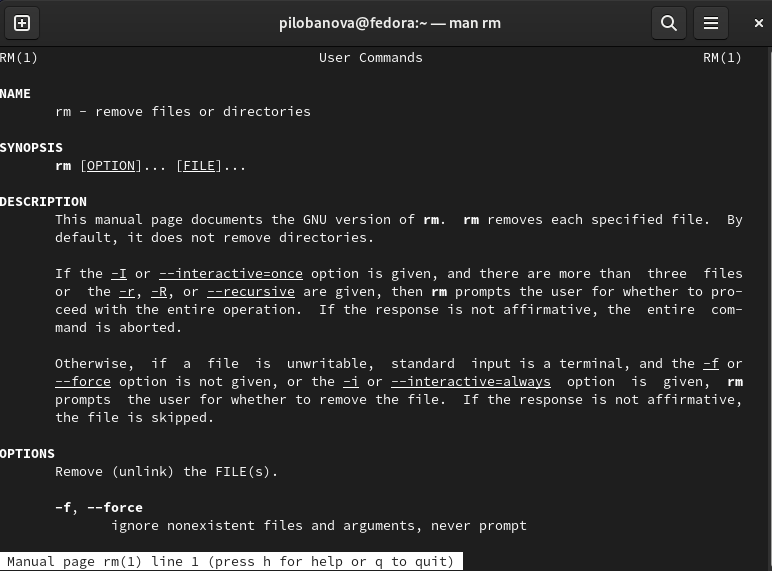 pilobanova@fedora:~ — man rm
RM(1) User Commands RM(1)
NAME
rm - remove files or directories
SYNOPSIS
rm [OPTION]... [FILE]...
DESCRIPTION
This manual page documents the GNU version of rm. rm removes each specified file. By
default, it does not remove directories.
If the -I or --interactive=once option is given, and there are more than three files
or the -r, -R, or --recursive are given, then rm prompts the user for whether to pro‐
ceed with the entire operation. If the response is not affirmative, the entire com‐
mand is aborted.
Otherwise, if a file is unwritable, standard input is a terminal, and the -f or
--force option is not given, or the -i or --interactive=always option is given, rm
prompts the user for whether to remove the file. If the response is not affirmative,
the file is skipped.
OPTIONS
Remove (unlink) the FILE(s).
-f, --force
ignore nonexistent files and arguments, never prompt
Manual page rm(1) line 1 (press h for help or q to quit)